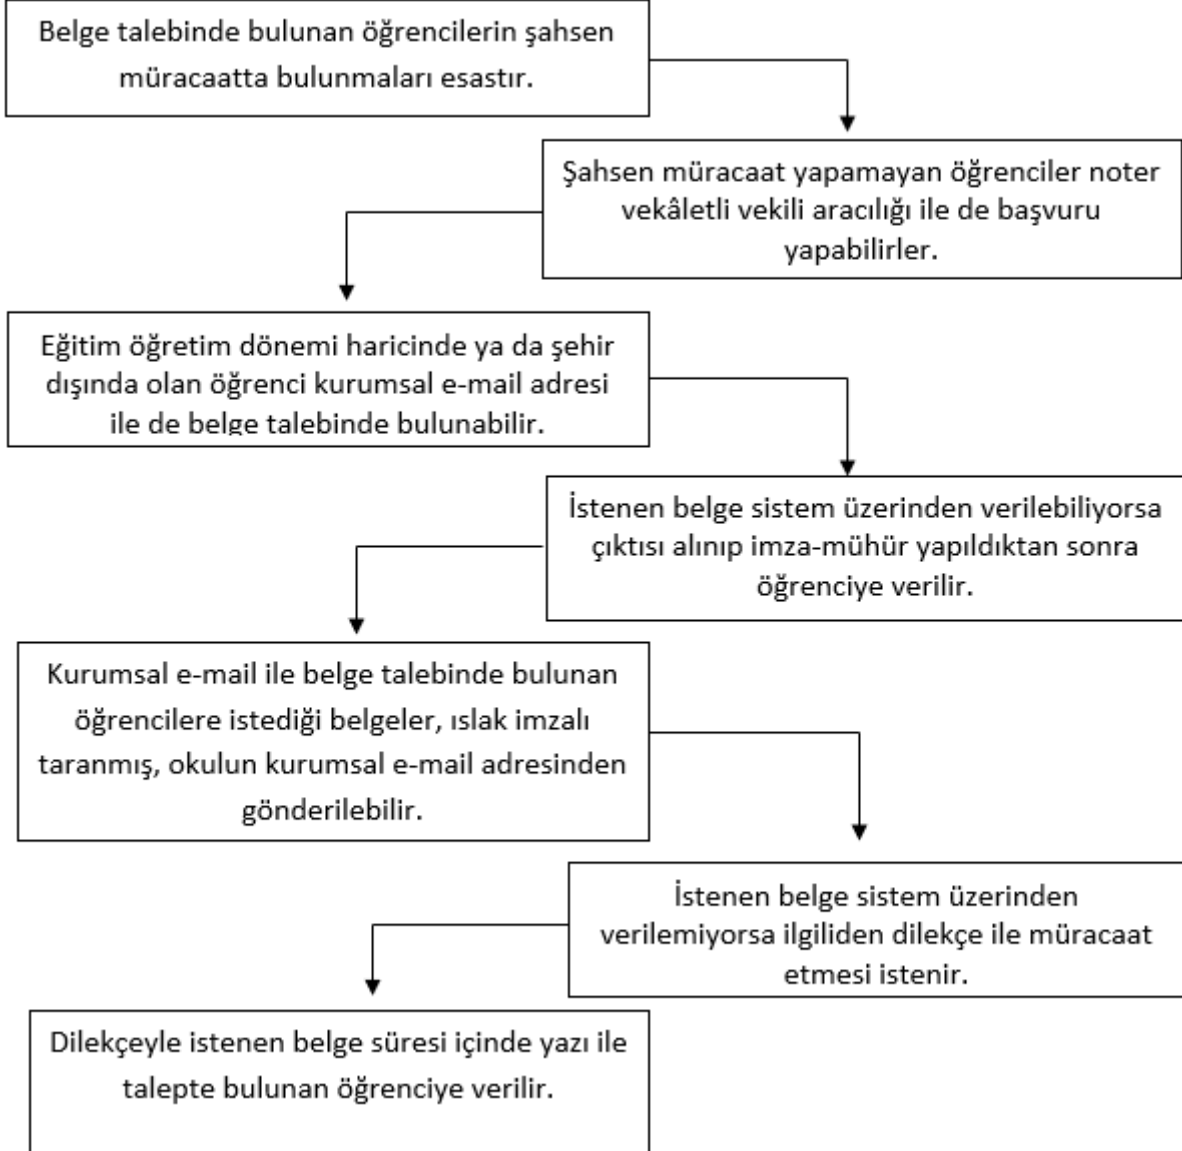 Belge talebinde bulunan öğrencilerin şahsen
müracaatta bulunmaları esastır.
Şahsen müracaat yapamayan öğrenciler noter
vekâletli vekili aracılığı ile de başvuru
yapabilirler.
Eğitim öğretim dönemi haricinde ya da şehir
dışında olan öğrenci kurumsal e-mail adresi
ile de belge talebinde bulunabilir.
İstenen belge sistem üzerinden verilebiliyorsa
çıktısı alınıp imza-mühür yapıldıktan sonra
öğrenciye verilir.
Kurumsal e-mail ile belge talebinde bulunan
öğrencilere istediği belgeler, ıslak imzalı
taranmış, okulun kurumsal e-mail adresinden
gönderilebilir.
İstenen belge sistem üzerinden
verilemiyorsa ilgiliden dilekçe ile müracaat
etmesi istenir.
Dilekçeyle istenen belge süresi içinde yazı ile
talepte bulunan öğrenciye verilir.